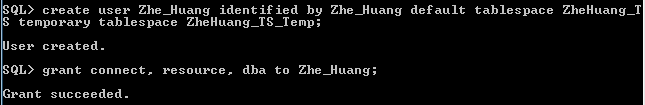 SQL> create user Zhe_Huang identified by Zhe_Huang default tablespace ZheHuang_T
S temporary tablespace ZheHuang_TS_Temp;
User created.
SQL> grant connect, resource, dba to Zhe_Huang;
Grant succeeded.